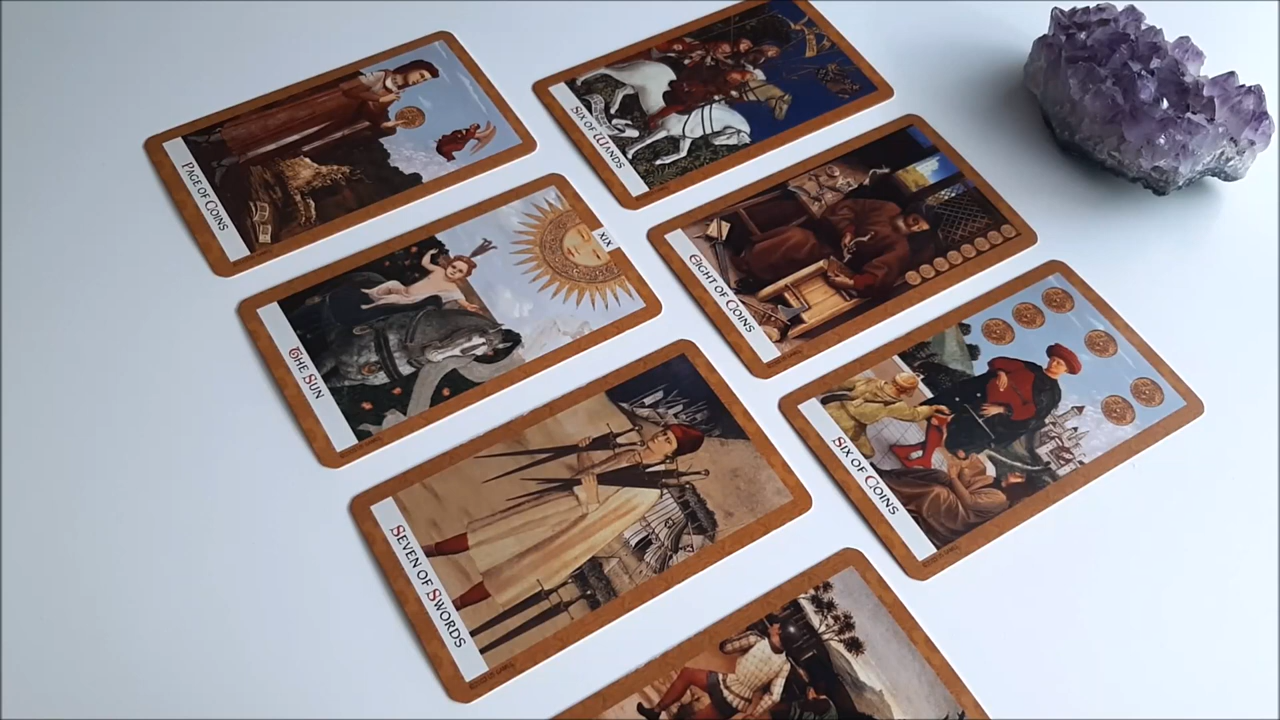 PAGE OF COINS
SIX OF WANDS
XIX
THE SUN
EIGHT OF COINS
SEVEN OF SWORDS
SIX OF COINS